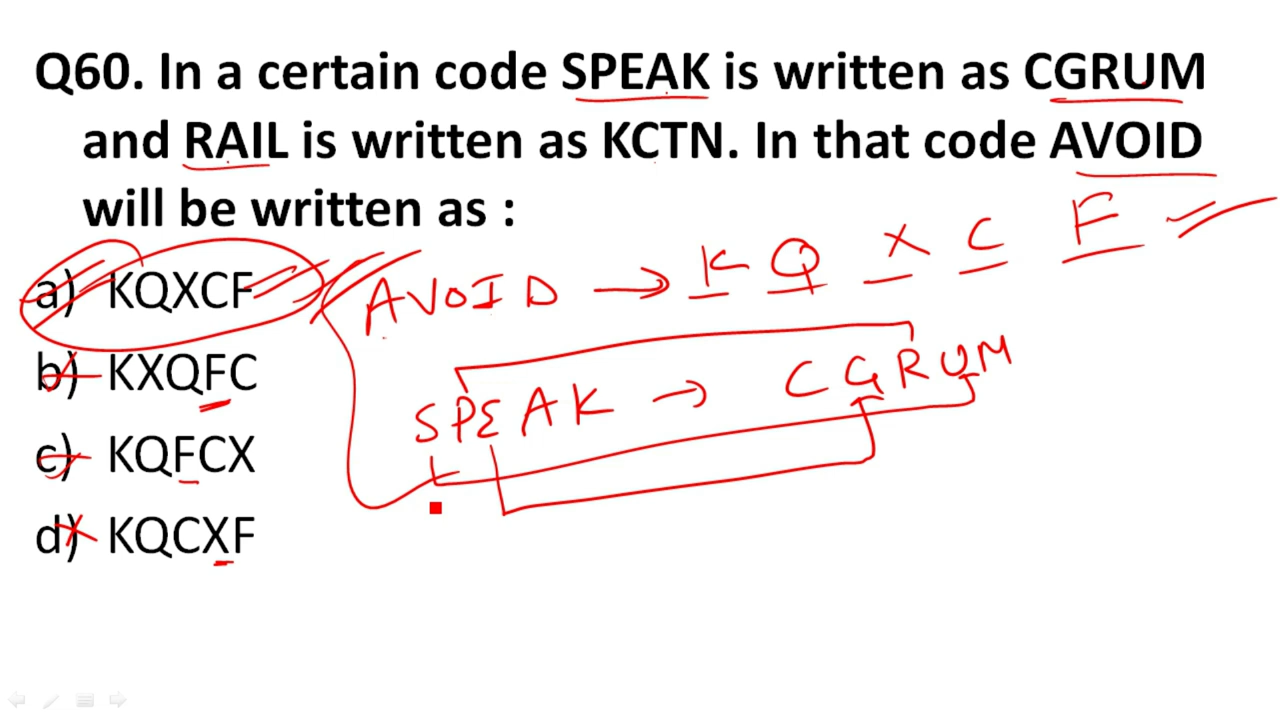 Q60. In a certain code SPEAK is written as CGRUM
and RAIL is written as KCTN. In that code AVOID
will be written as :
a) KQXCF
AVOID → K Q X C F
b) KXQFC
SPEAK → CGRUM
c) KQFCX
d) KQCXF